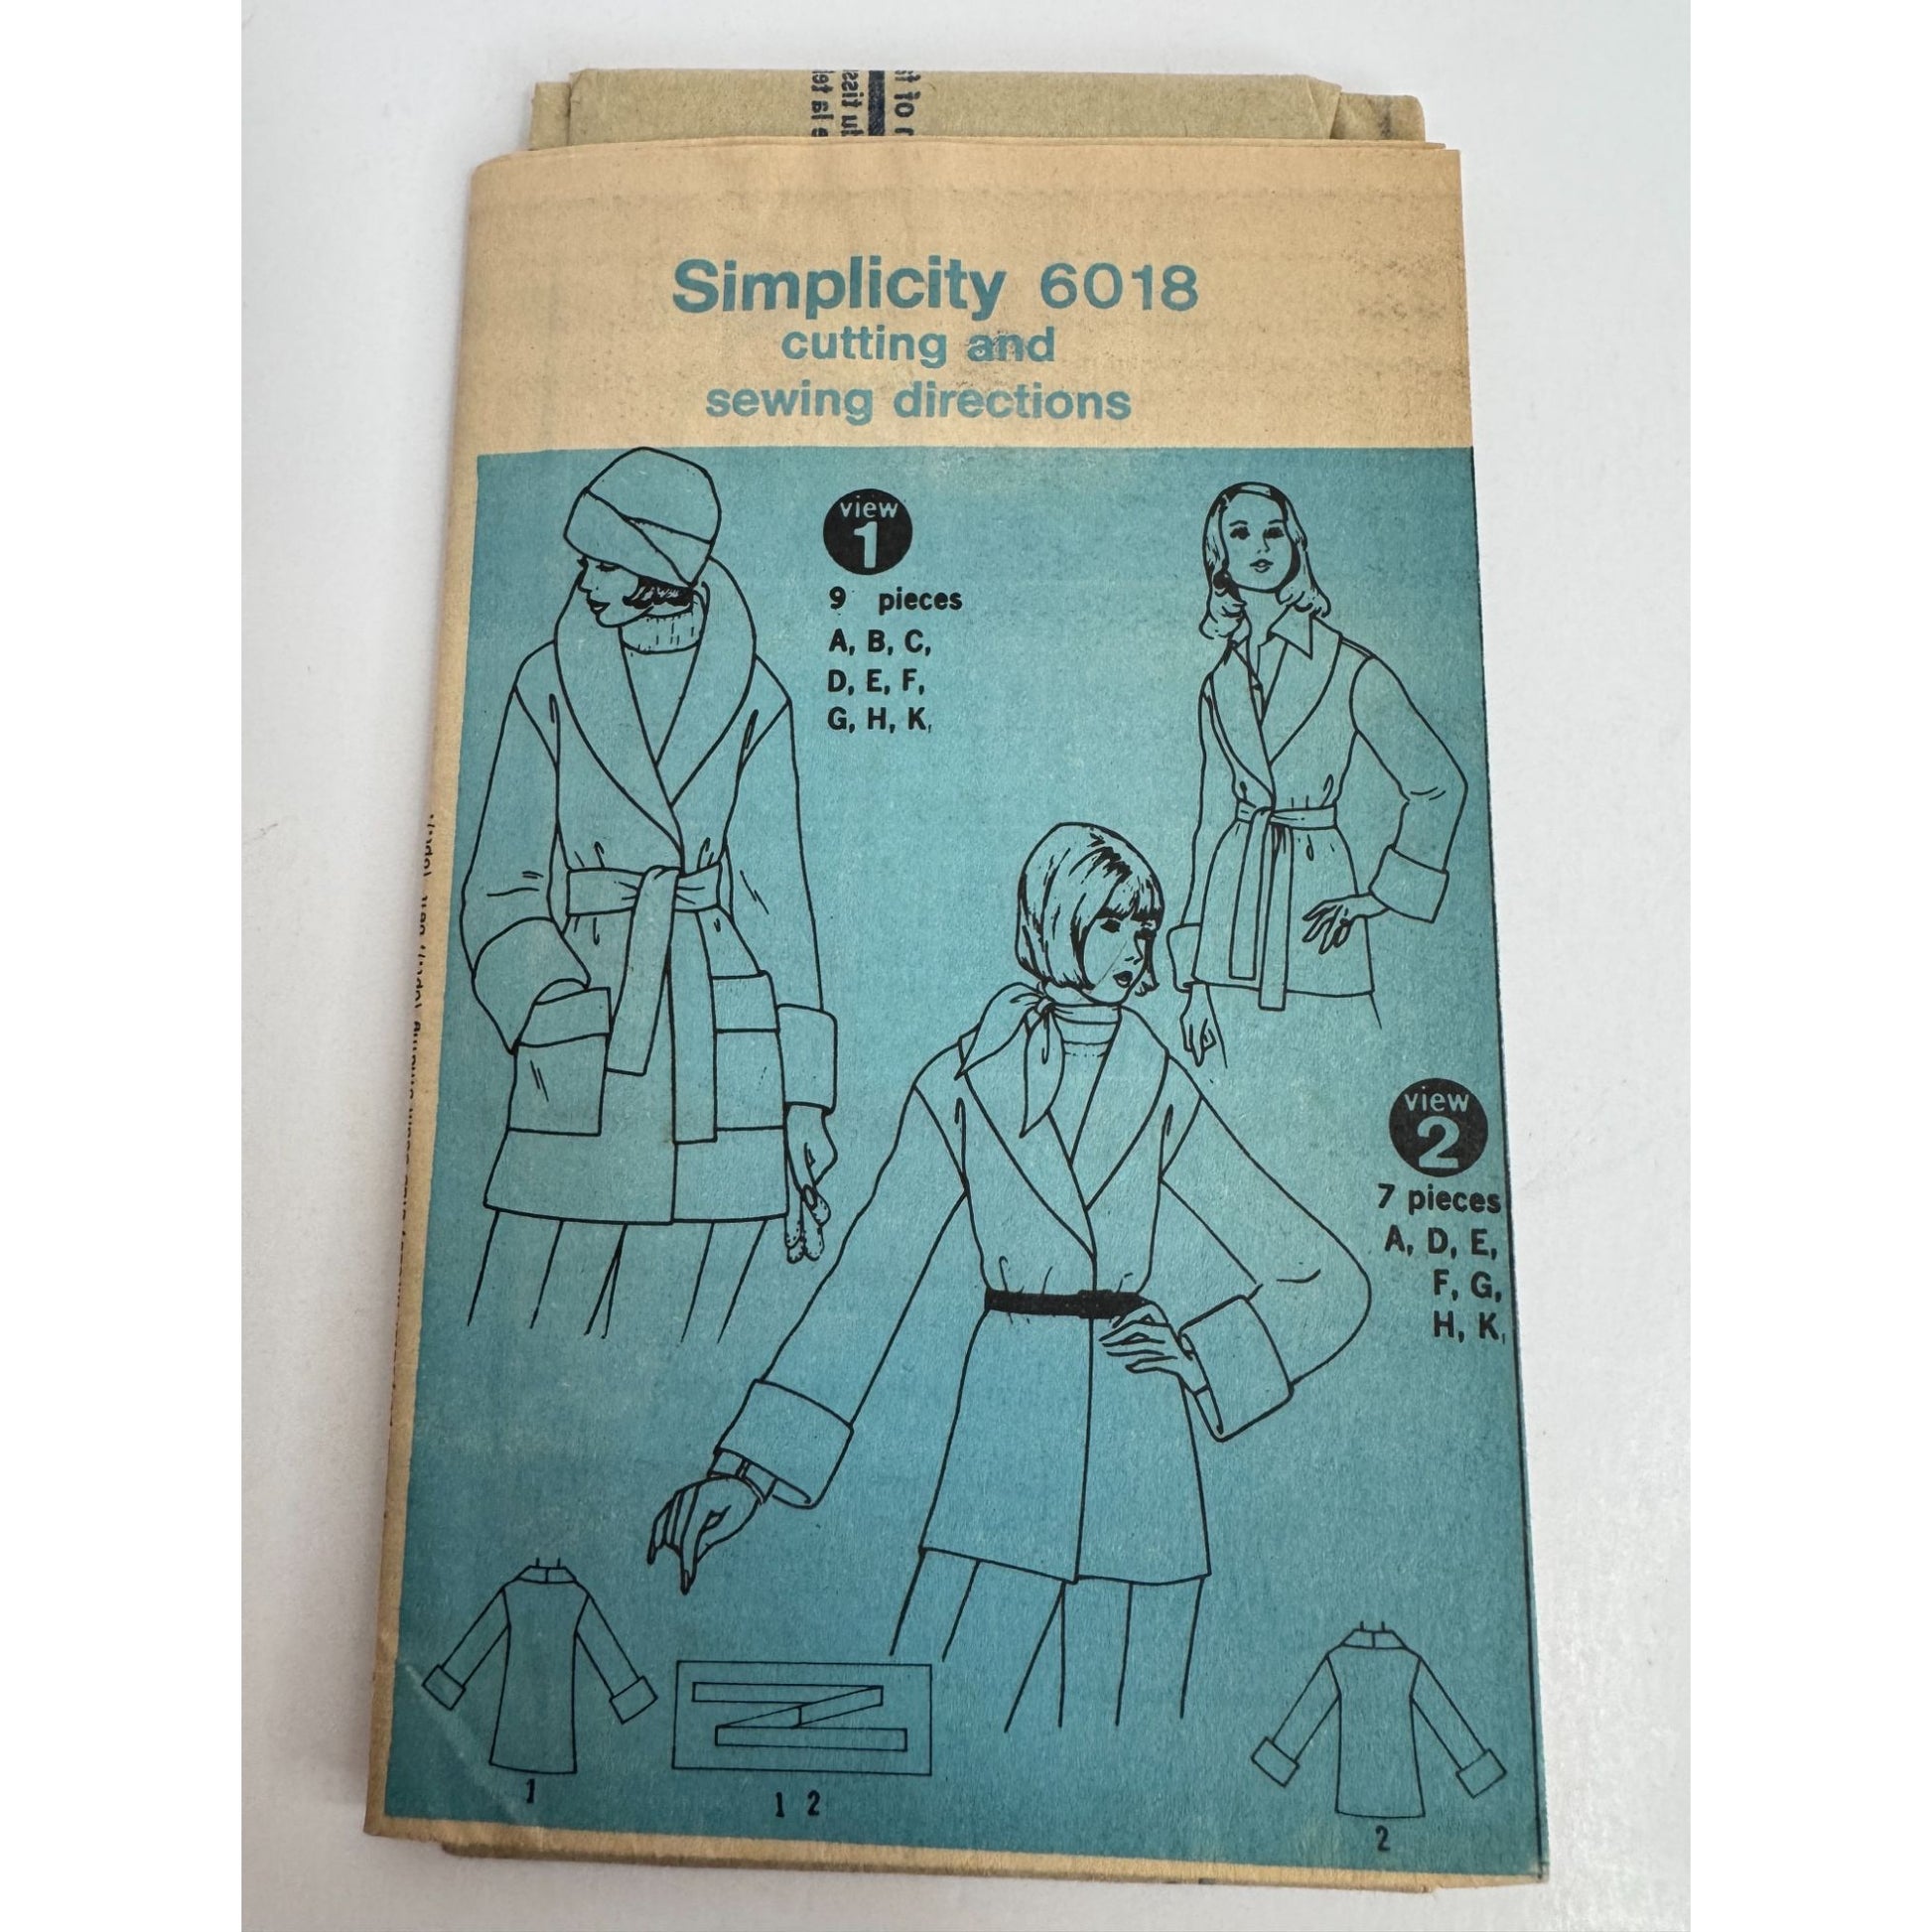 Simplicity 6018
cutting and
sewing directions
view
1
9 pieces
A, B, C,
D, E, F,
G, H, K,
view
2
7 pieces
A, D, E,
F, G,
H, K,
1
1 2
2